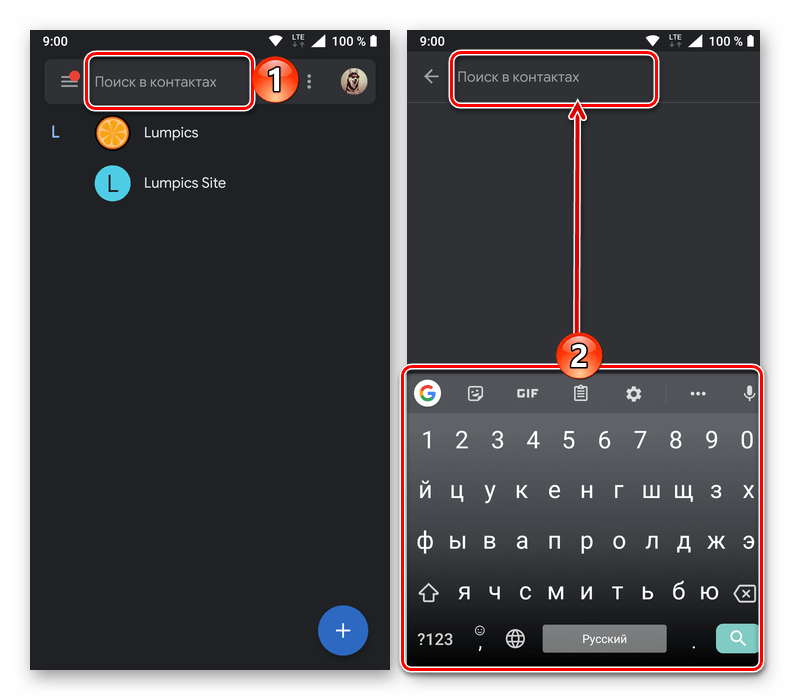 9:00 LTE 100 %
Поиск в контактах 1
L Lumpics
L Lumpics Site
+
9:00 LTE 100 %
Поиск в контактах
2
G GIF
1 2 3 4 5 6 7 8 9 0
й ц у к е н г ш щ з х
ф ы в а п р о л д ж э
я ч с м и т ь б ю
?123 , Русский .